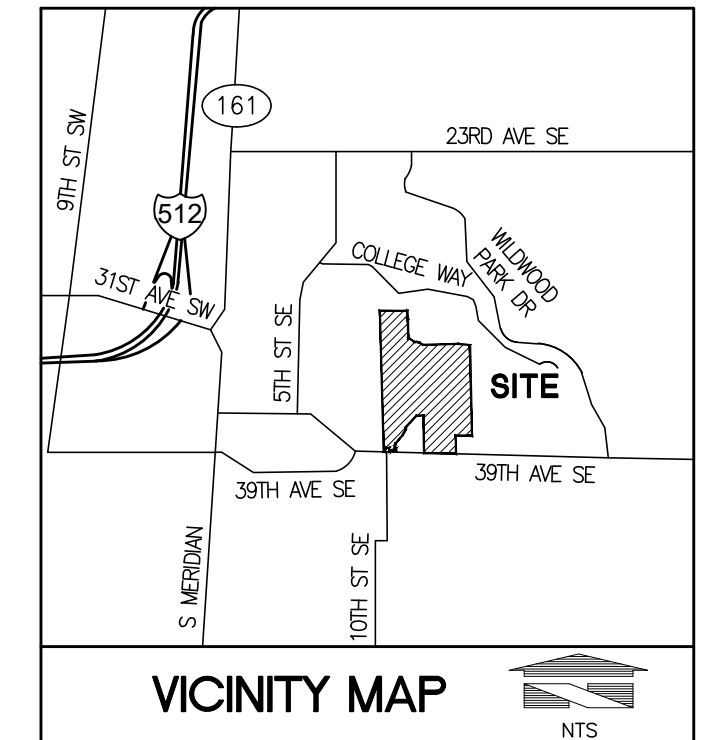 161
23RD AVE SE
9TH ST SW
512
WILDWOOD
PARK DR
COLLEGE WAY
31ST AVE SW
5TH ST SE
SITE
39TH AVE SE
39TH AVE SE
S MERIDIAN
10TH ST SE
VICINITY MAP
NTS